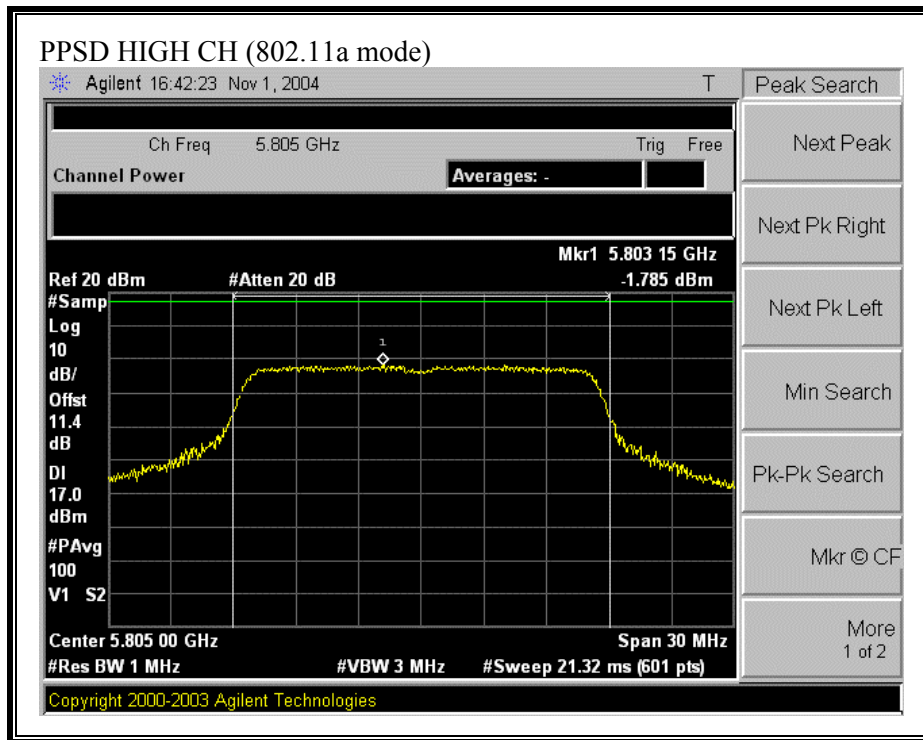 PPSD HIGH CH (802.11a mode)
Agilent 16:42:23 Nov 1, 2004 T
Peak Search
Ch Freq 5.805 GHz Trig Free
Channel Power Averages: -
Mkr1 5.803 15 GHz
Ref 20 dBm #Atten 20 dB -1.785 dBm
#Samp
Log
10
dB/
Offst
11.4
dB
DI
17.0
dBm
#PAvg
100
V1 S2
1
Center 5.805 00 GHz Span 30 MHz
#Res BW 1 MHz #VBW 3 MHz #Sweep 21.32 ms (601 pts)
Copyright 2000-2003 Agilent Technologies
Next Peak
Next Pk Right
Next Pk Left
Min Search
Pk-Pk Search
Mkr © CF
More
1 of 2